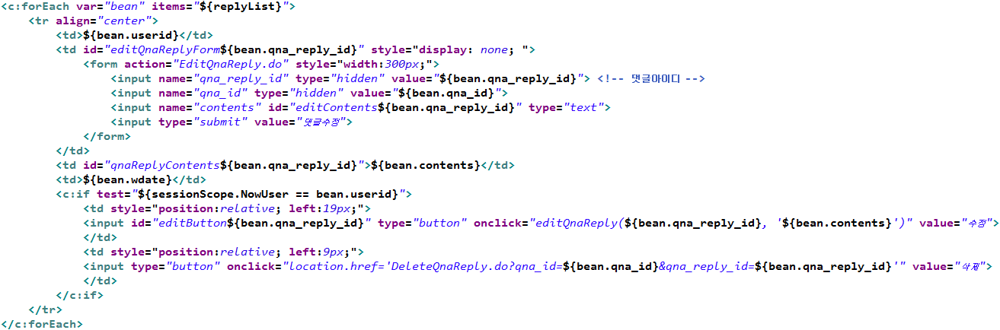 <c:forEach var="bean" items="${replyList}">
    <tr align="center">
        <td>${bean.userid}</td>
        <td id="editQnaReplyForm${bean.qna_reply_id}" style="display: none; ">
            <form action="EditQnaReply.do" style="width:300px;">
                <input name="qna_reply_id" type="hidden" value="${bean.qna_reply_id}"> <!-- 댓글아이디 -->
                <input name="qna_id" type="hidden" value="${bean.qna_id}">
                <input name="contents" id="editContents${bean.qna_reply_id}" type="text">
                <input type="submit" value="댓글수정">
            </form>
        </td>
        <td id="qnaReplyContents${bean.qna_reply_id}">${bean.contents}</td>
        <td>${bean.wdate}</td>
        <c:if test="${sessionScope.NowUser == bean.userid}">
            <td style="position:relative; left:19px;">
            <input id="editButton${bean.qna_reply_id}" type="button" onclick="editQnaReply(${bean.qna_reply_id}, '${bean.contents}')" value="수정">
            </td>
            <td style="position:relative; left:9px;">
            <input type="button" onclick="location.href='DeleteQnaReply.do?qna_id=${bean.qna_id}&qna_reply_id=${bean.qna_reply_id}'" value="삭제">
            </td>
        </c:if>
    </tr>
</c:forEach>